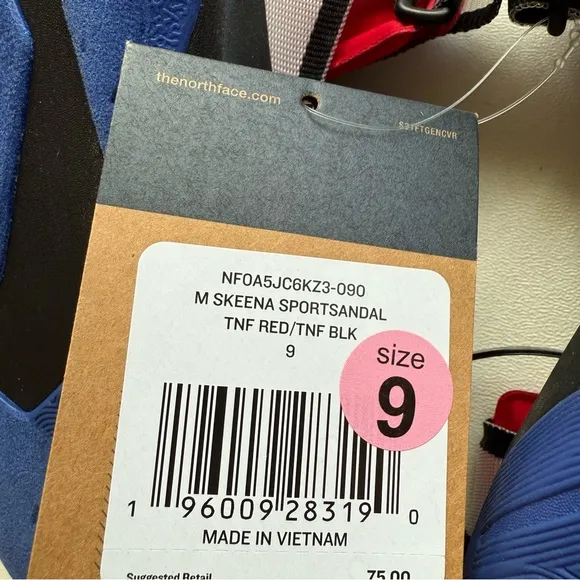 thenorthface.com
S21FTGENCVR
NF0A5JC6KZ3-090
M SKEENA SPORTSANDAL
TNF RED/TNF BLK
9
size
9
1 96009 28319 0
MADE IN VIETNAM
Suggested Retail 75.00